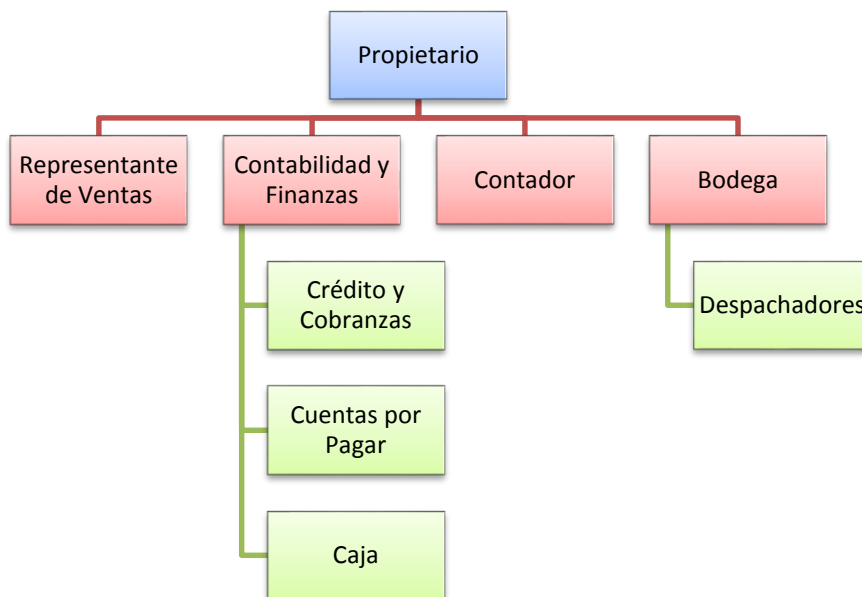 Propietario
Representante
de Ventas
Contabilidad y
Finanzas
Contador
Bodega
Crédito y
Cobranzas
Cuentas por
Pagar
Caja
Despachadores